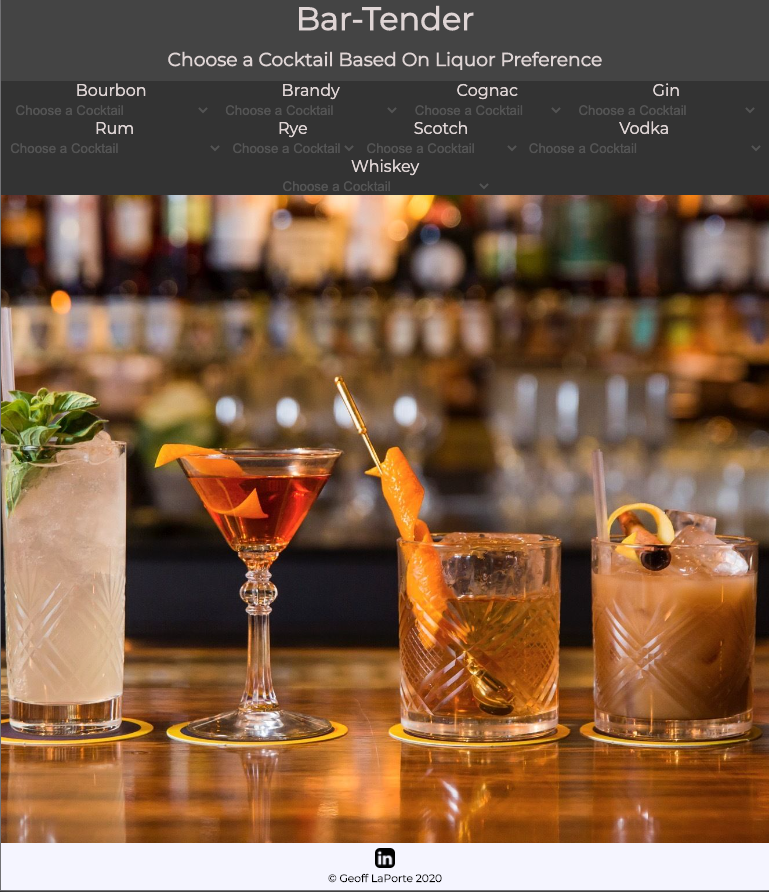 Bar-Tender
Choose a Cocktail Based On Liquor Preference
Bourbon Brandy Cognac Gin
Choose a Cocktail Choose a Cocktail Choose a Cocktail Choose a Cocktail
Rum Rye Scotch Vodka
Choose a Cocktail Choose a Cocktail Choose a Cocktail Choose a Cocktail
Whiskey
Choose a Cocktail
in
© Geoff LaPorte 2020